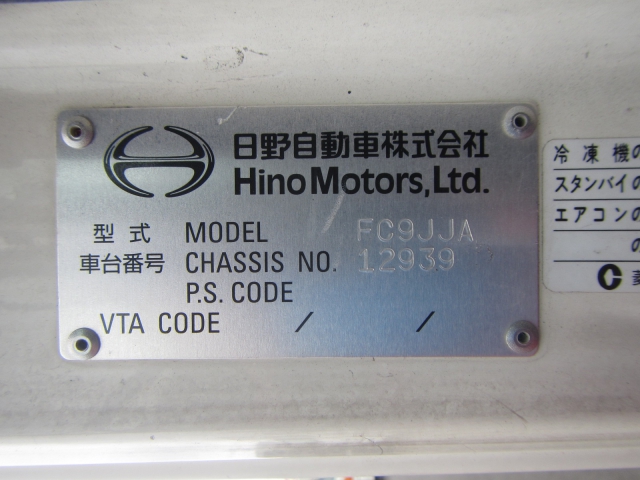 日野自動車株式会社
Hino Motors, Ltd.
型式 MODEL FC9JJA
車台番号 CHASSIS NO. 12939
P.S. CODE
VTA CODE / /
冷凍機の
スタンバイの
エアコンの
の
菱